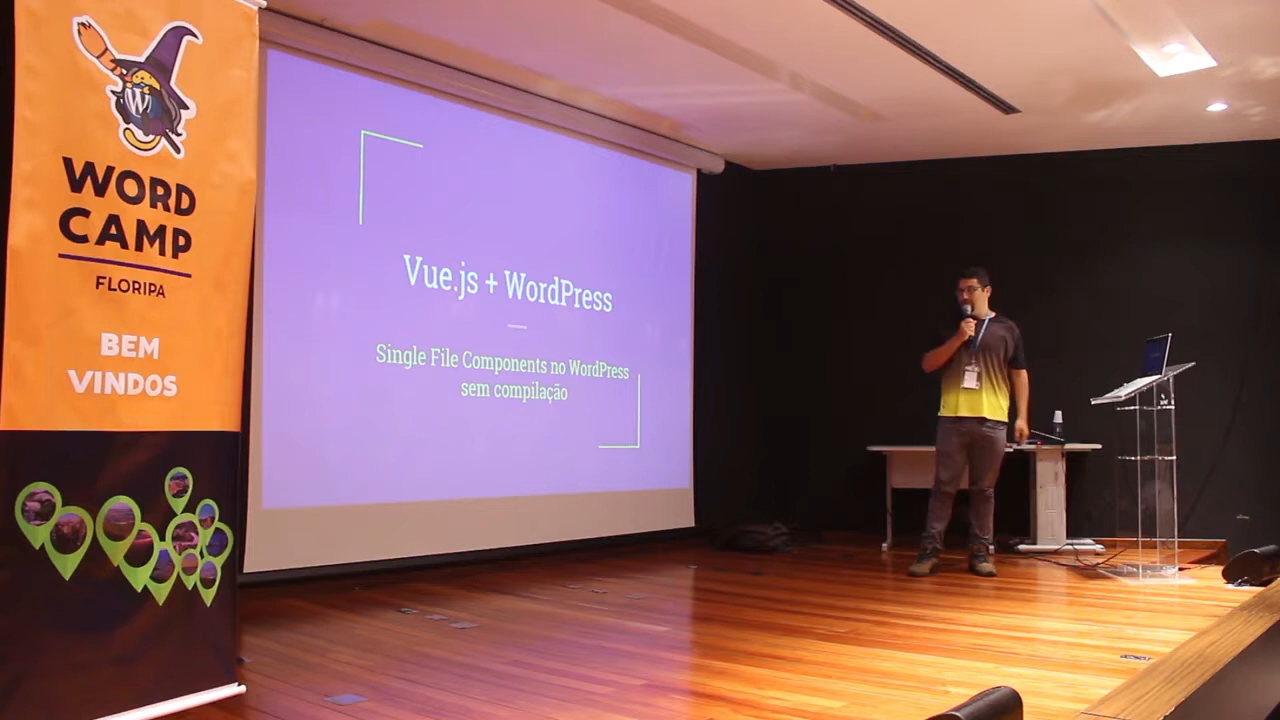 WORD
CAMP
FLORIPA
BEM
VINDOS
Vue.js + WordPress
Single File Components no WordPress
sem compilação